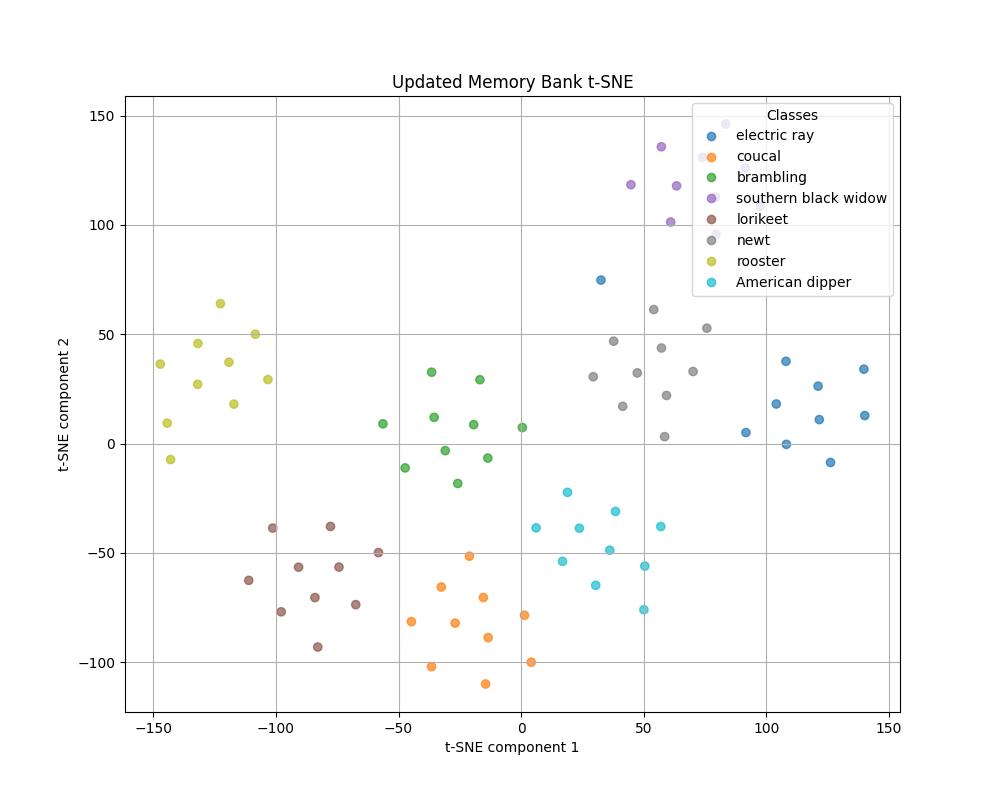 Updated Memory Bank t-SNE
Classes
electric ray
coucal
brambling
southern black widow
lorikeet
newt
rooster
American dipper
150
100
50
0
−50
−100
t-SNE component 2
−150
−100
−50
0
50
100
150
t-SNE component 1